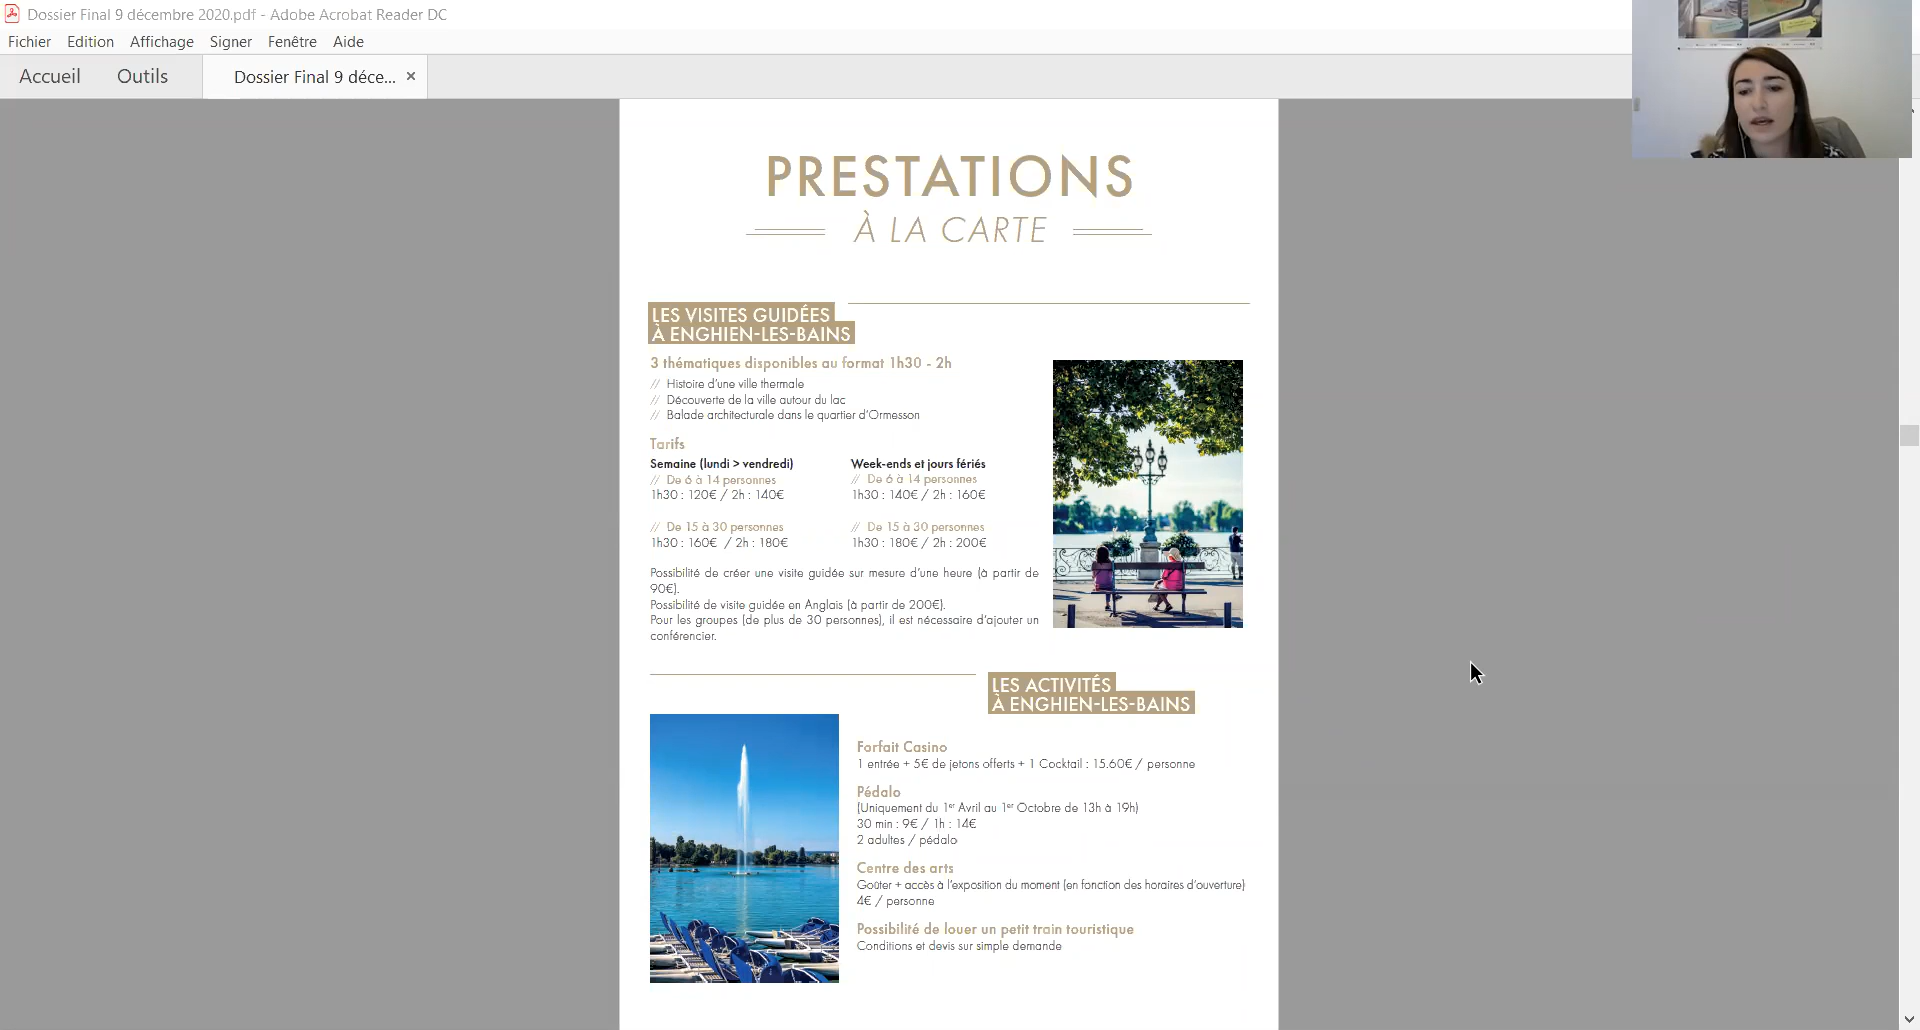 Dossier Final 9 décembre 2020.pdf - Adobe Acrobat Reader DC
Fichier Edition Affichage Signer Fenêtre Aide
Accueil Outils Dossier Final 9 déce... ×
PRESTATIONS
À LA CARTE
LES VISITES GUIDÉES
À ENGHIEN-LES-BAINS
3 thématiques disponibles au format 1h30 - 2h
// Histoire d'une ville thermale
// Découverte de la ville autour du lac
// Balade architecturale dans le quartier d'Ormesson
Tarifs
Semaine (lundi > vendredi)
// De 6 à 14 personnes
1h30 : 120€ / 2h : 140€
// De 15 à 30 personnes
1h30 : 160€ / 2h : 180€
Week-ends et jours fériés
// De 6 à 14 personnes
1h30 : 140€ / 2h : 160€
// De 15 à 30 personnes
1h30 : 180€ / 2h : 200€
Possibilité de créer une visite guidée sur mesure d'une heure (à partir de
90€).
Possibilité de visite guidée en Anglais (à partir de 200€).
Pour les groupes (de plus de 30 personnes), il est nécessaire d'ajouter un
conférencier.
LES ACTIVITÉS
À ENGHIEN-LES-BAINS
Forfait Casino
1 entrée + 5€ de jetons offerts + 1 Cocktail : 15.60€ / personne
Pédalo
(Uniquement du 1er Avril au 1er Octobre de 13h à 19h)
30 min : 9€ / 1h : 14€
2 adultes / pédalo
Centre des arts
Goûter + accès à l'exposition du moment (en fonction des horaires d'ouverture)
4€ / personne
Possibilité de louer un petit train touristique
Conditions et devis sur simple demande